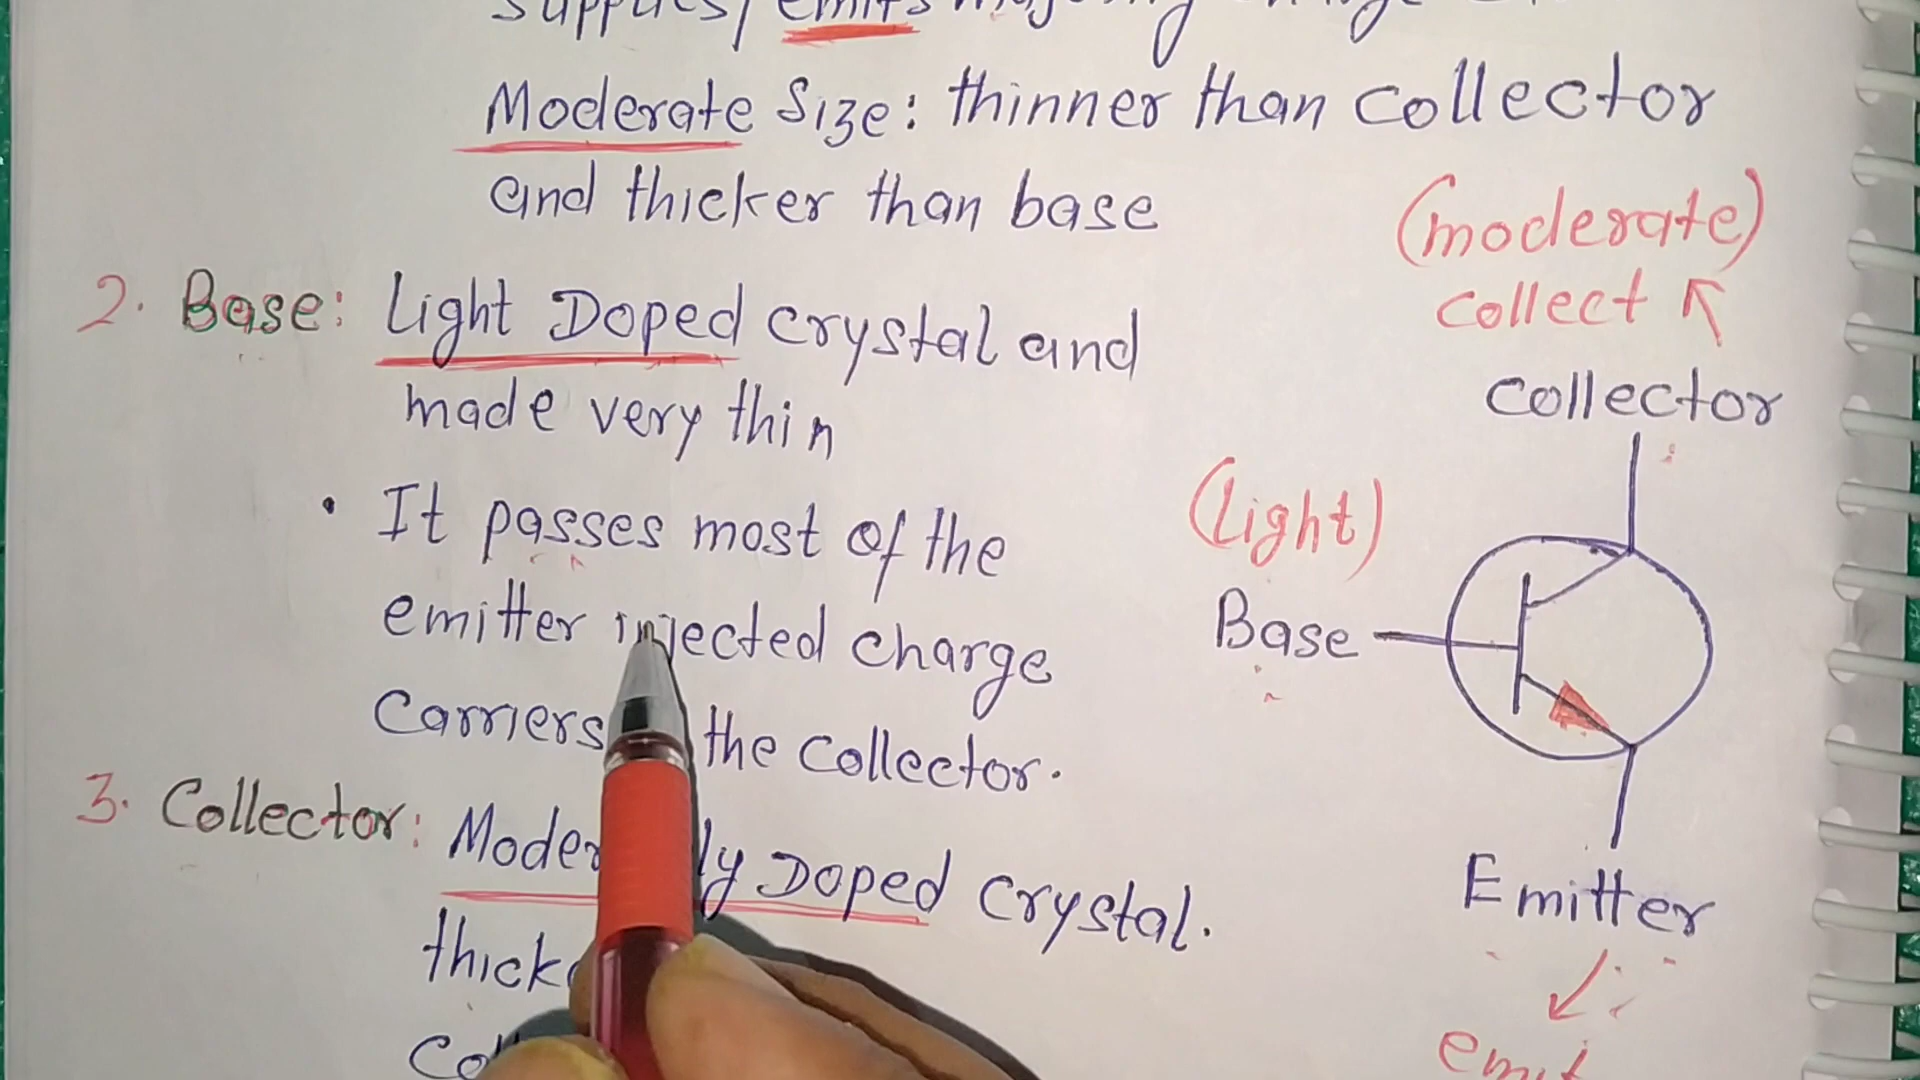 emits
Moderate Size: thinner than collector
and thicker than base
2. Base: Light Doped crystal and
made very thin
• It passes most of the
emitter injected charge
Carriers the collector.
3. Collector: Doped crystal.
(moderate)
collect
Collector
(Light)
Base
Emitter
emit